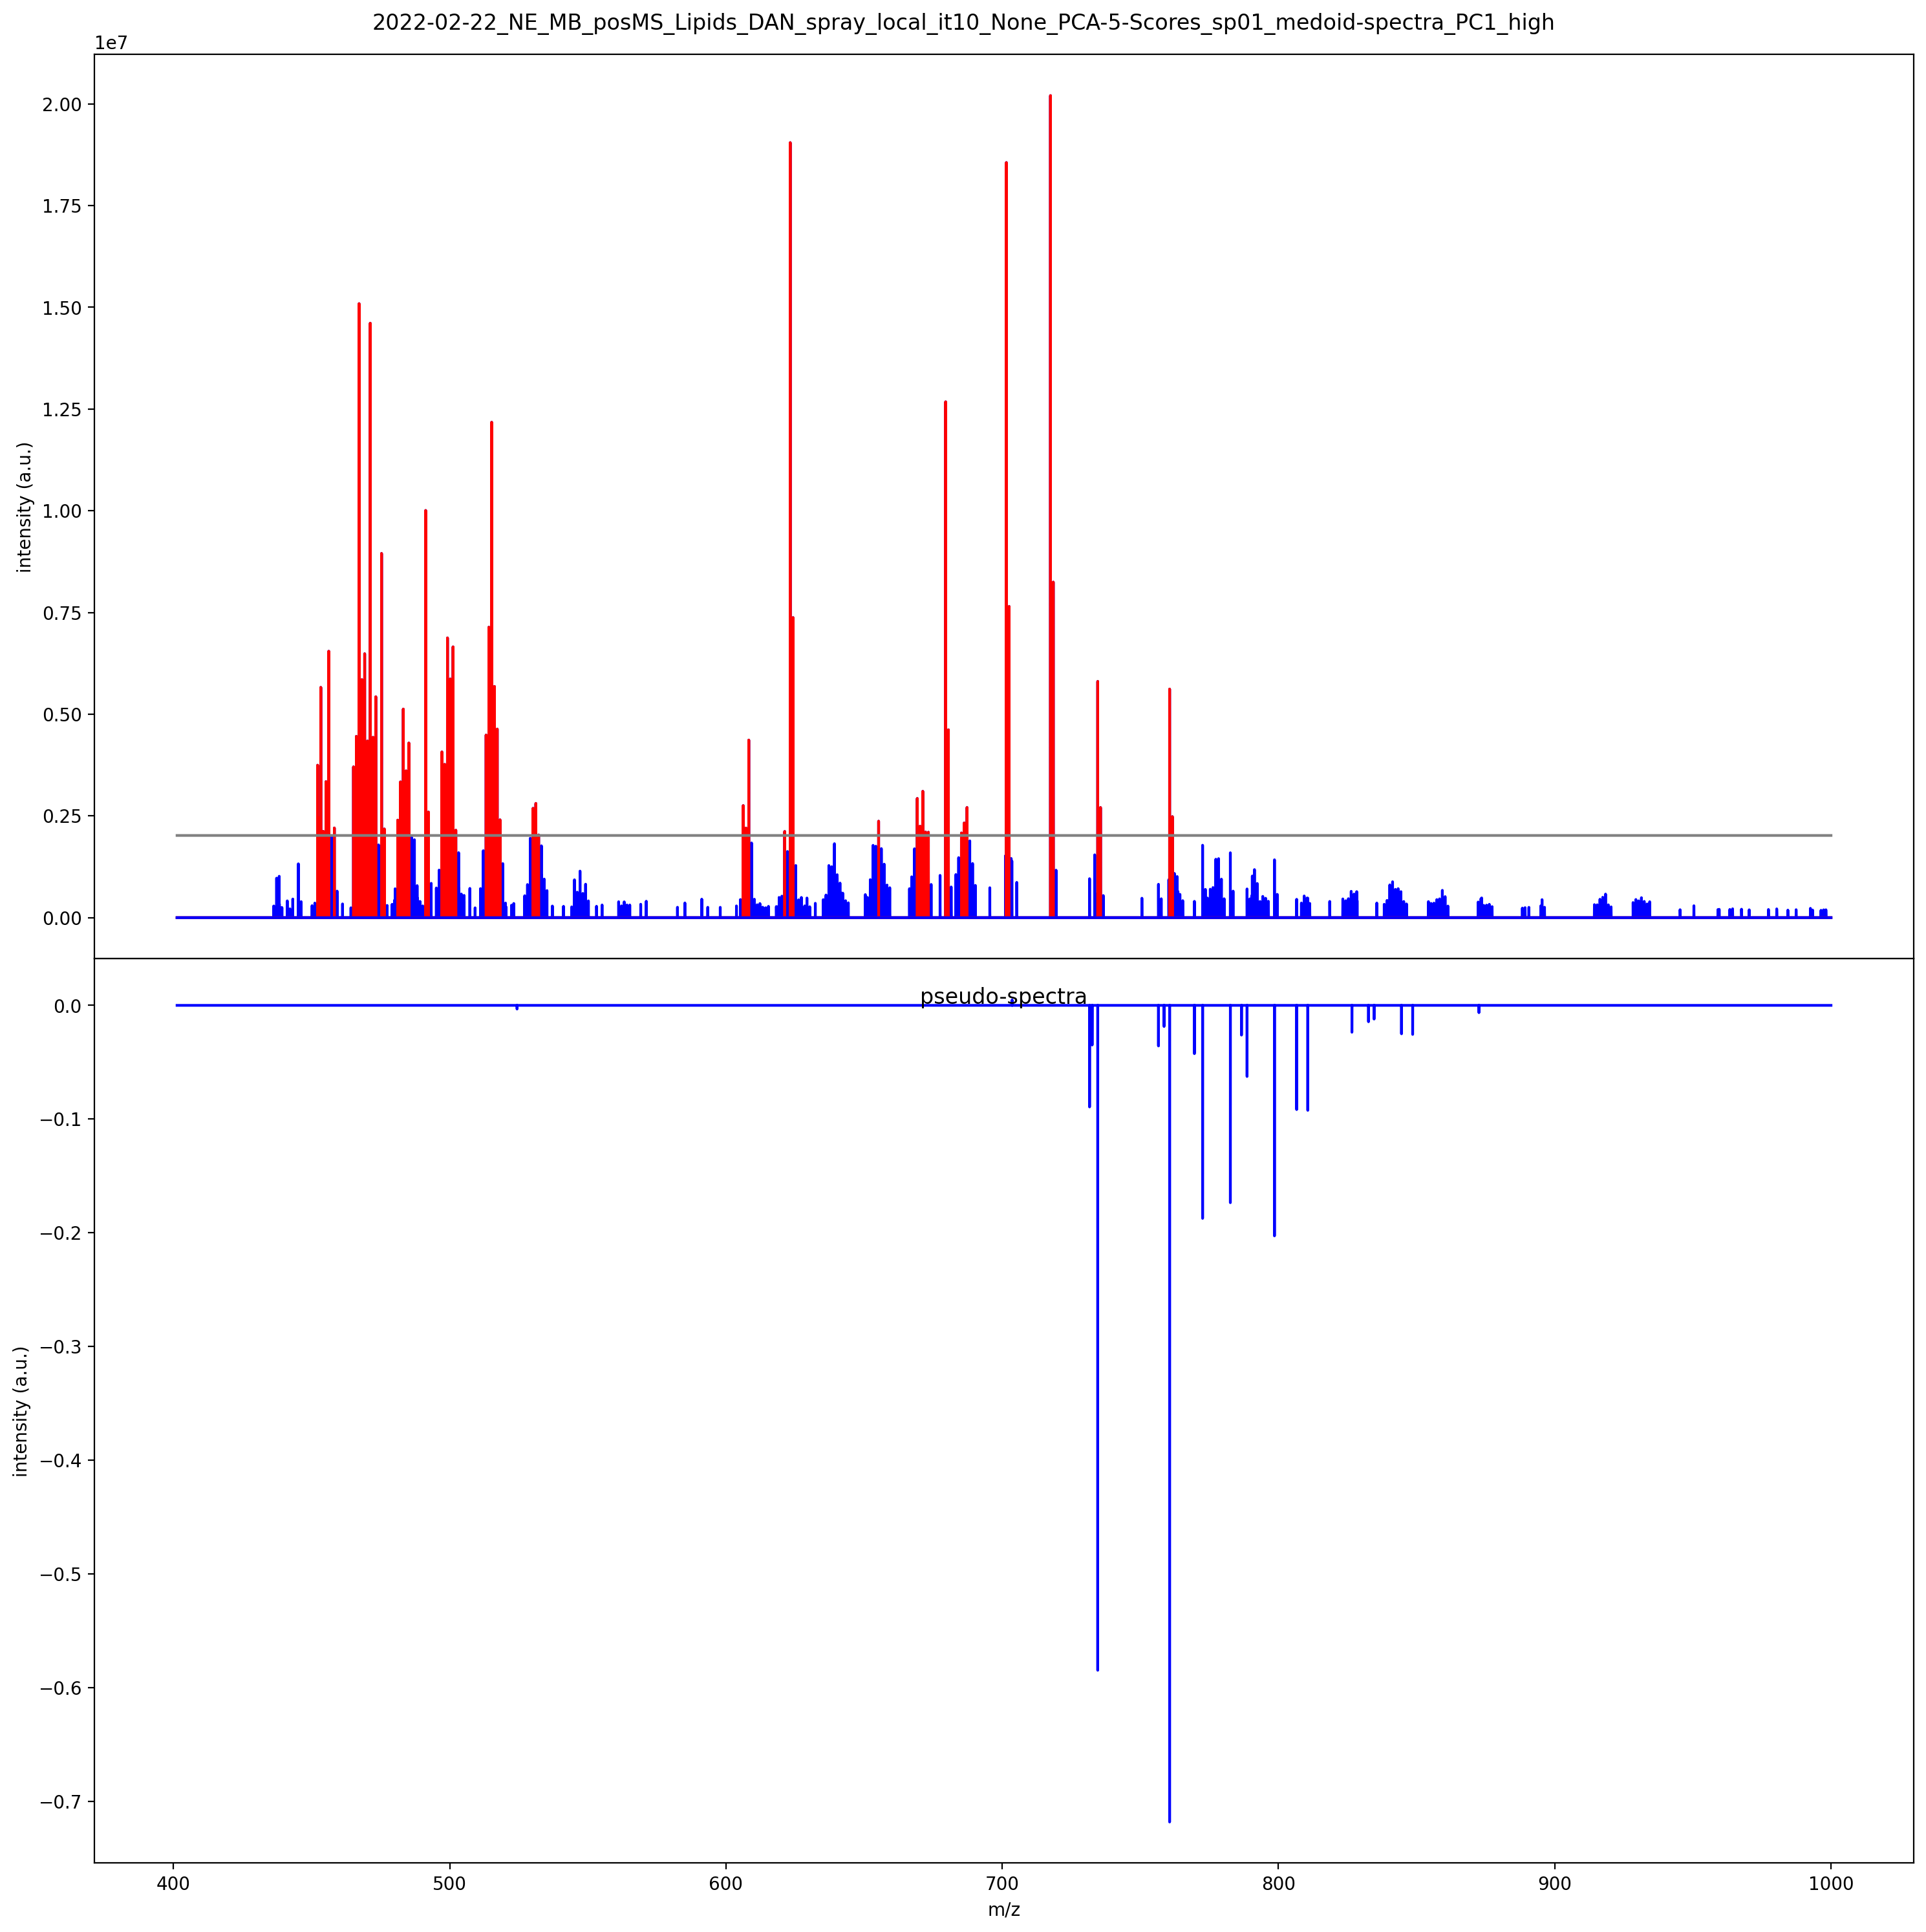 2022-02-22_NE_MB_posMS_Lipids_DAN_spray_local_it10_None_PCA-5-Scores_sp01_medoid-spectra_PC1_high
1e7
2.00
1.75
1.50
1.25
1.00
0.75
0.50
0.25
0.00
intensity (a.u.)
pseudo-spectra
0.0
−0.1
−0.2
−0.3
−0.4
−0.5
−0.6
−0.7
intensity (a.u.)
400 500 600 700 800 900 1000
m/z